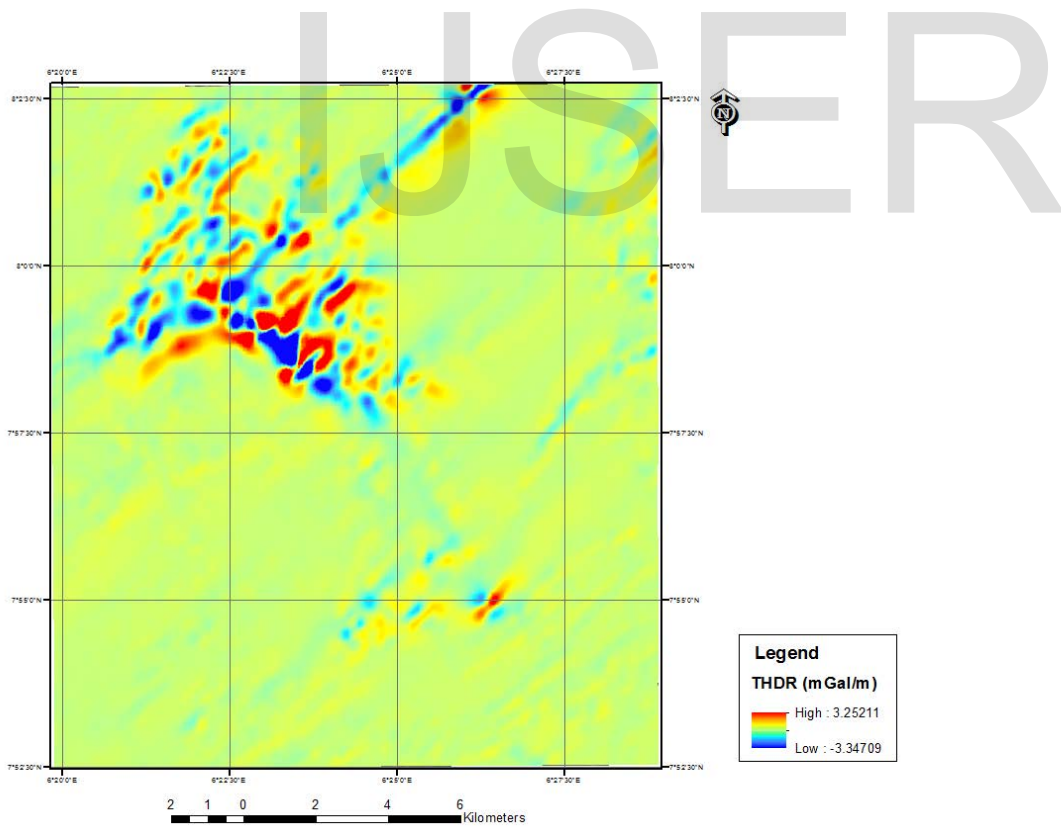 IJSER
6°20'0"E 6°22'30"E 6°25'0"E 6°27'30"E
8°2'30"N 8°2'30"N
N
8°0'0"N 8°0'0"N
7°57'30"N 7°57'30"N
7°55'0"N 7°55'0"N
7°52'30"N 7°52'30"N
6°20'0"E 6°22'30"E 6°25'0"E 6°27'30"E
Legend
THDR (mGal/m)
High : 3.25211
Low : -3.34709
2 1 0 2 4 6
Kilometers